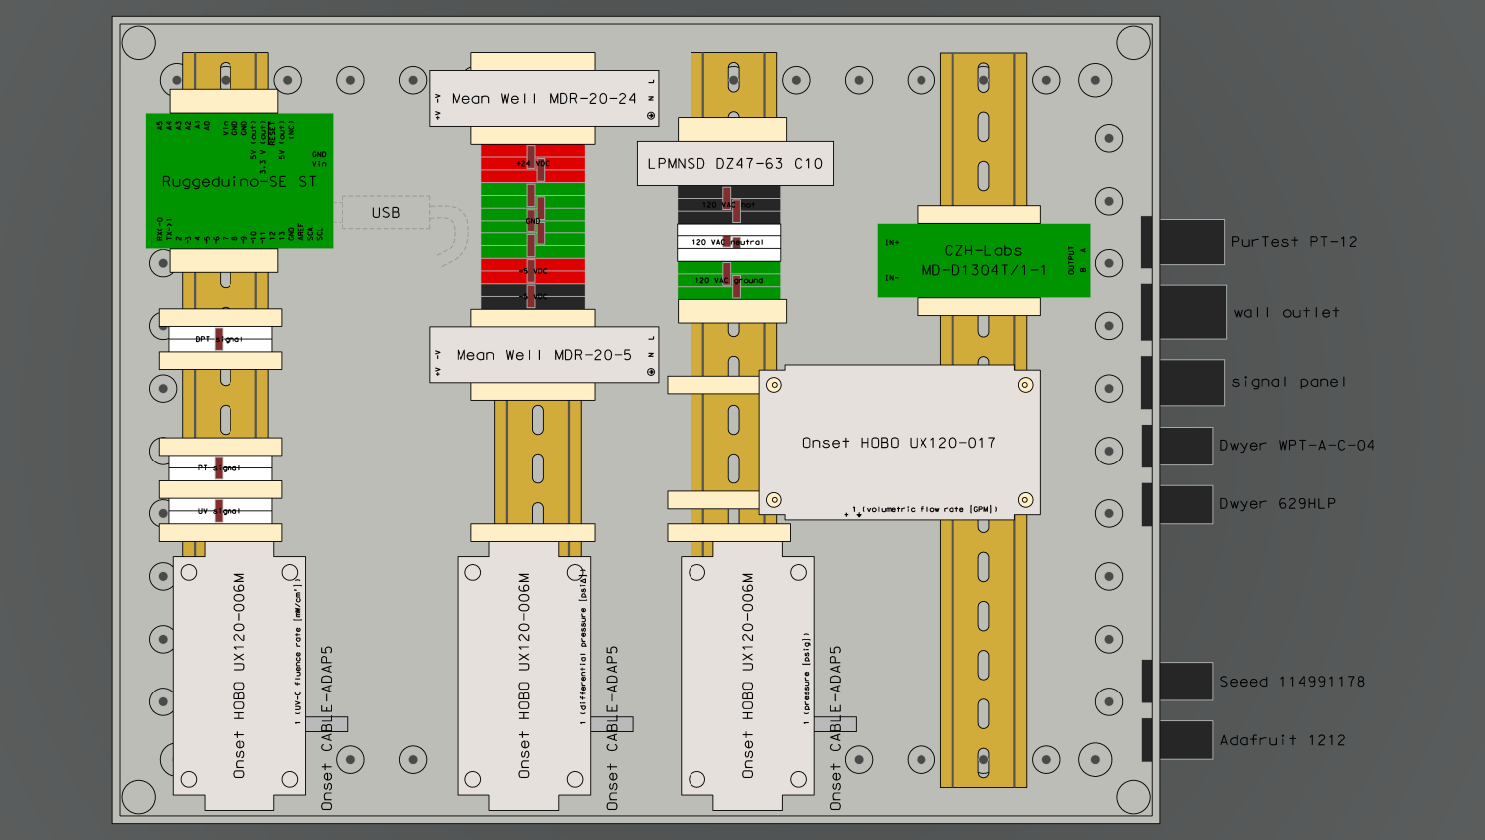 A5
A4
A3
A2
A1
A0
Vin
GND
GND
5V (out)
3.3 V (out)
RESET
5V (out)
(NC)
GND
Vin
Ruggeduino-SE ST
RX<-0
TX->1
2
~3
4
~5
~6
7
8
~9
~10
~11
12
13
GND
AREF
SDA
SCL
USB
DPT signal
PT signal
UV signal
Onset HOBO UX120-006M
1 (UV-C fluence rate [mW/cm²])
Onset CABLE-ADAP5
+V -V
Mean Well MDR-20-24
L
N
+24 VDC
GND
+5 VDC
-5 VDC
+V -V
Mean Well MDR-20-5
L
N
Onset HOBO UX120-006M
1 (differential pressure [psiΔ])
Onset CABLE-ADAP5
LPMNSD DZ47-63 C10
120 VAC hot
120 VAC neutral
120 VAC ground
Onset HOBO UX120-017
1 (volumetric flow rate [GPM])
+
Onset HOBO UX120-006M
1 (pressure [psig])
Onset CABLE-ADAP5
IN+
IN-
CZH-Labs
MD-D1304T/1-1
OUTPUT
B A
PurTest PT-12
wall outlet
signal panel
Dwyer WPT-A-C-04
Dwyer 629HLP
Seeed 114991178
Adafruit 1212